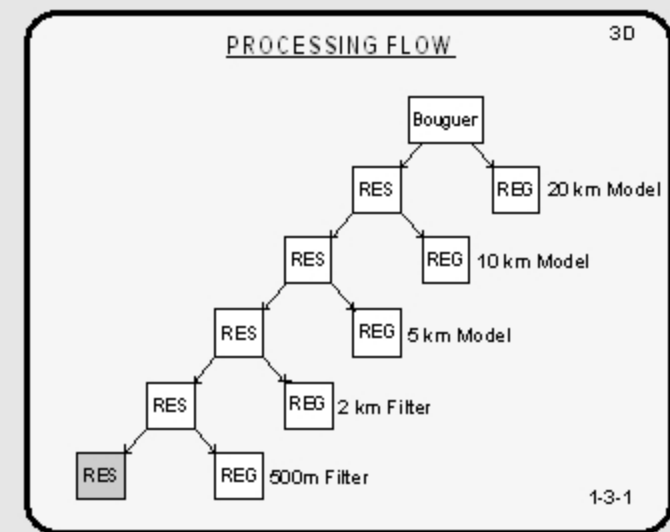 3D
PROCESSING FLOW
Bouguer
RES
REG 20 km Model
RES
REG 10 km Model
RES
REG 5 km Model
RES
REG 2 km Filter
RES
REG 500m Filter
1-3-1